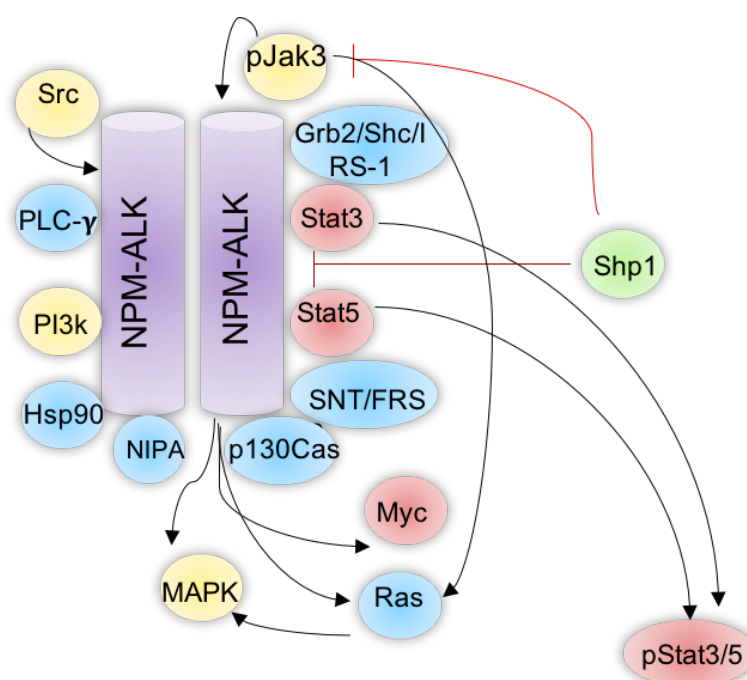 pJak3
Src
Grb2/Shc/I
RS-1
PLC-γ
NPM-ALK
NPM-ALK
Stat3
Shp1
PI3k
Stat5
Hsp90
SNT/FRS
NIPA
p130Cas
Myc
MAPK
Ras
pStat3/5